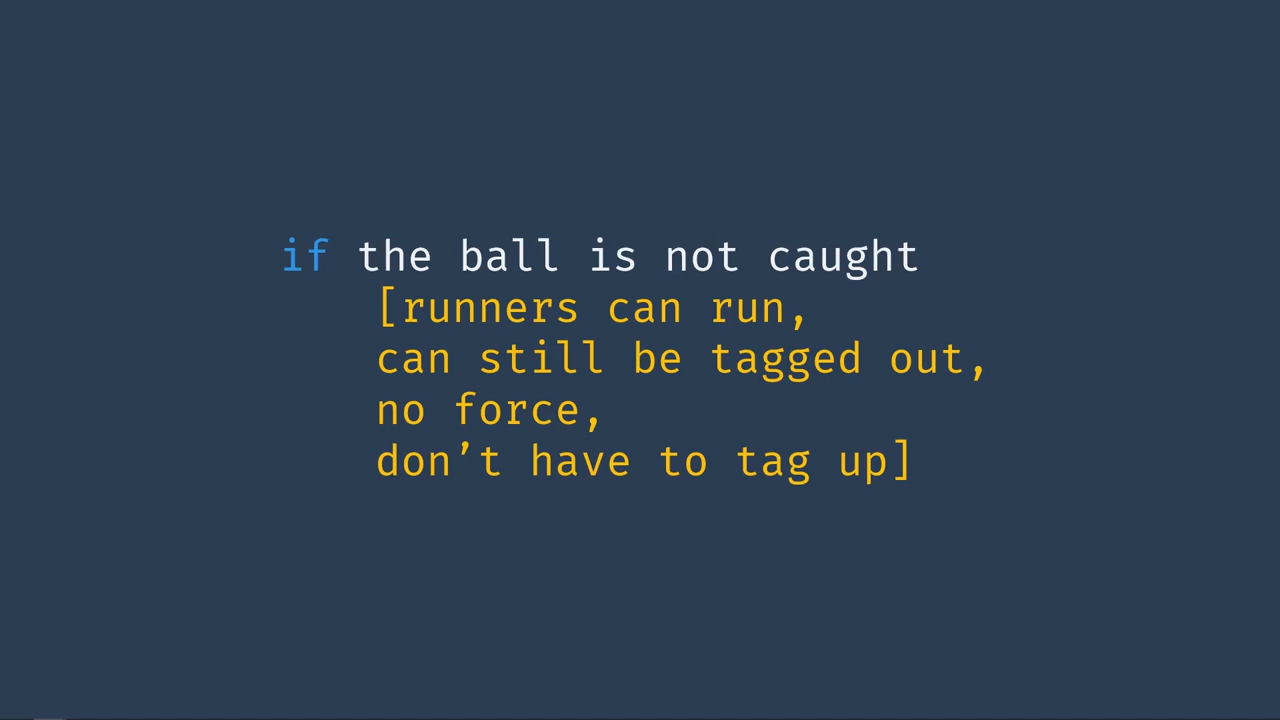 if the ball is not caught
[runners can run,
can still be tagged out,
no force,
don’t have to tag up]